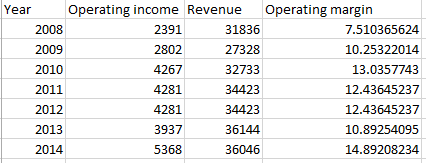 Year Operating income Revenue Operating margin
2008 2391 31836 7.510365624
2009 2802 27328 10.25322014
2010 4267 32733 13.0357743
2011 4281 34423 12.43645237
2012 4281 34423 12.43645237
2013 3937 36144 10.89254095
2014 5368 36046 14.89208234